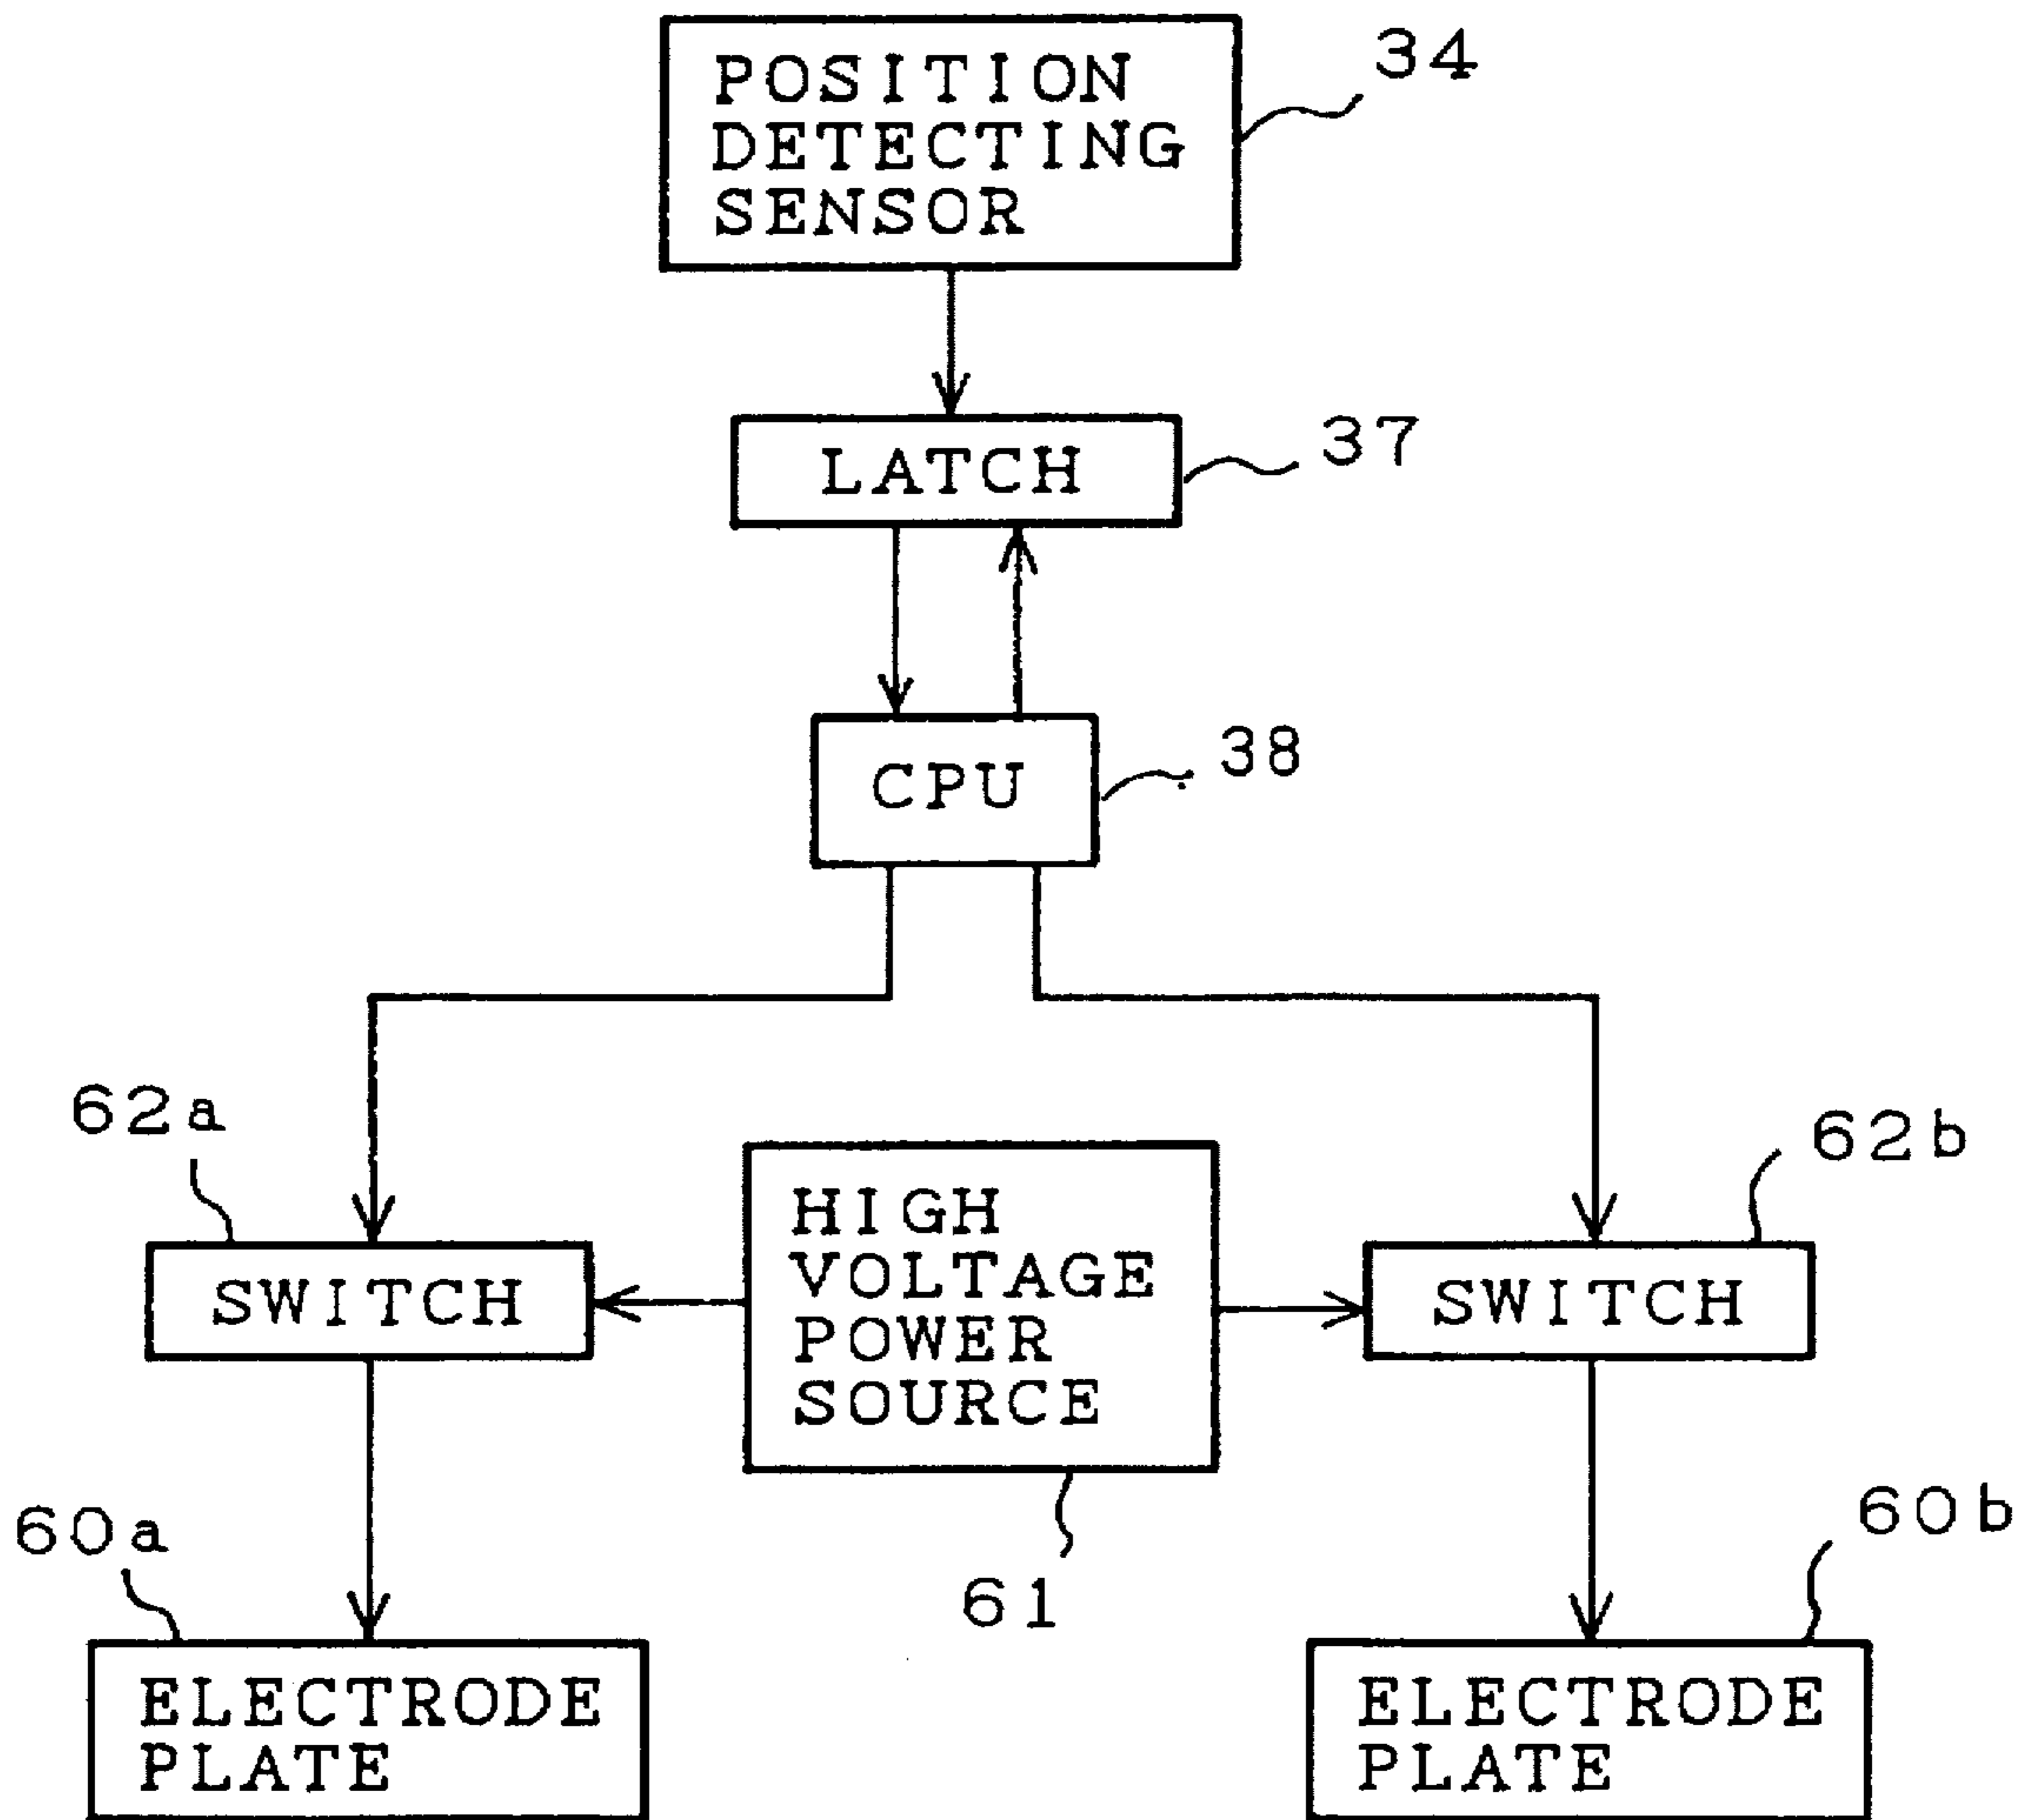 POSITION
DETECTING
SENSOR
34
LATCH
37
CPU
38
62a
62b
SWITCH
HIGH
VOLTAGE
POWER
SOURCE
SWITCH
60a
61
60b
ELECTRODE
PLATE
ELECTRODE
PLATE